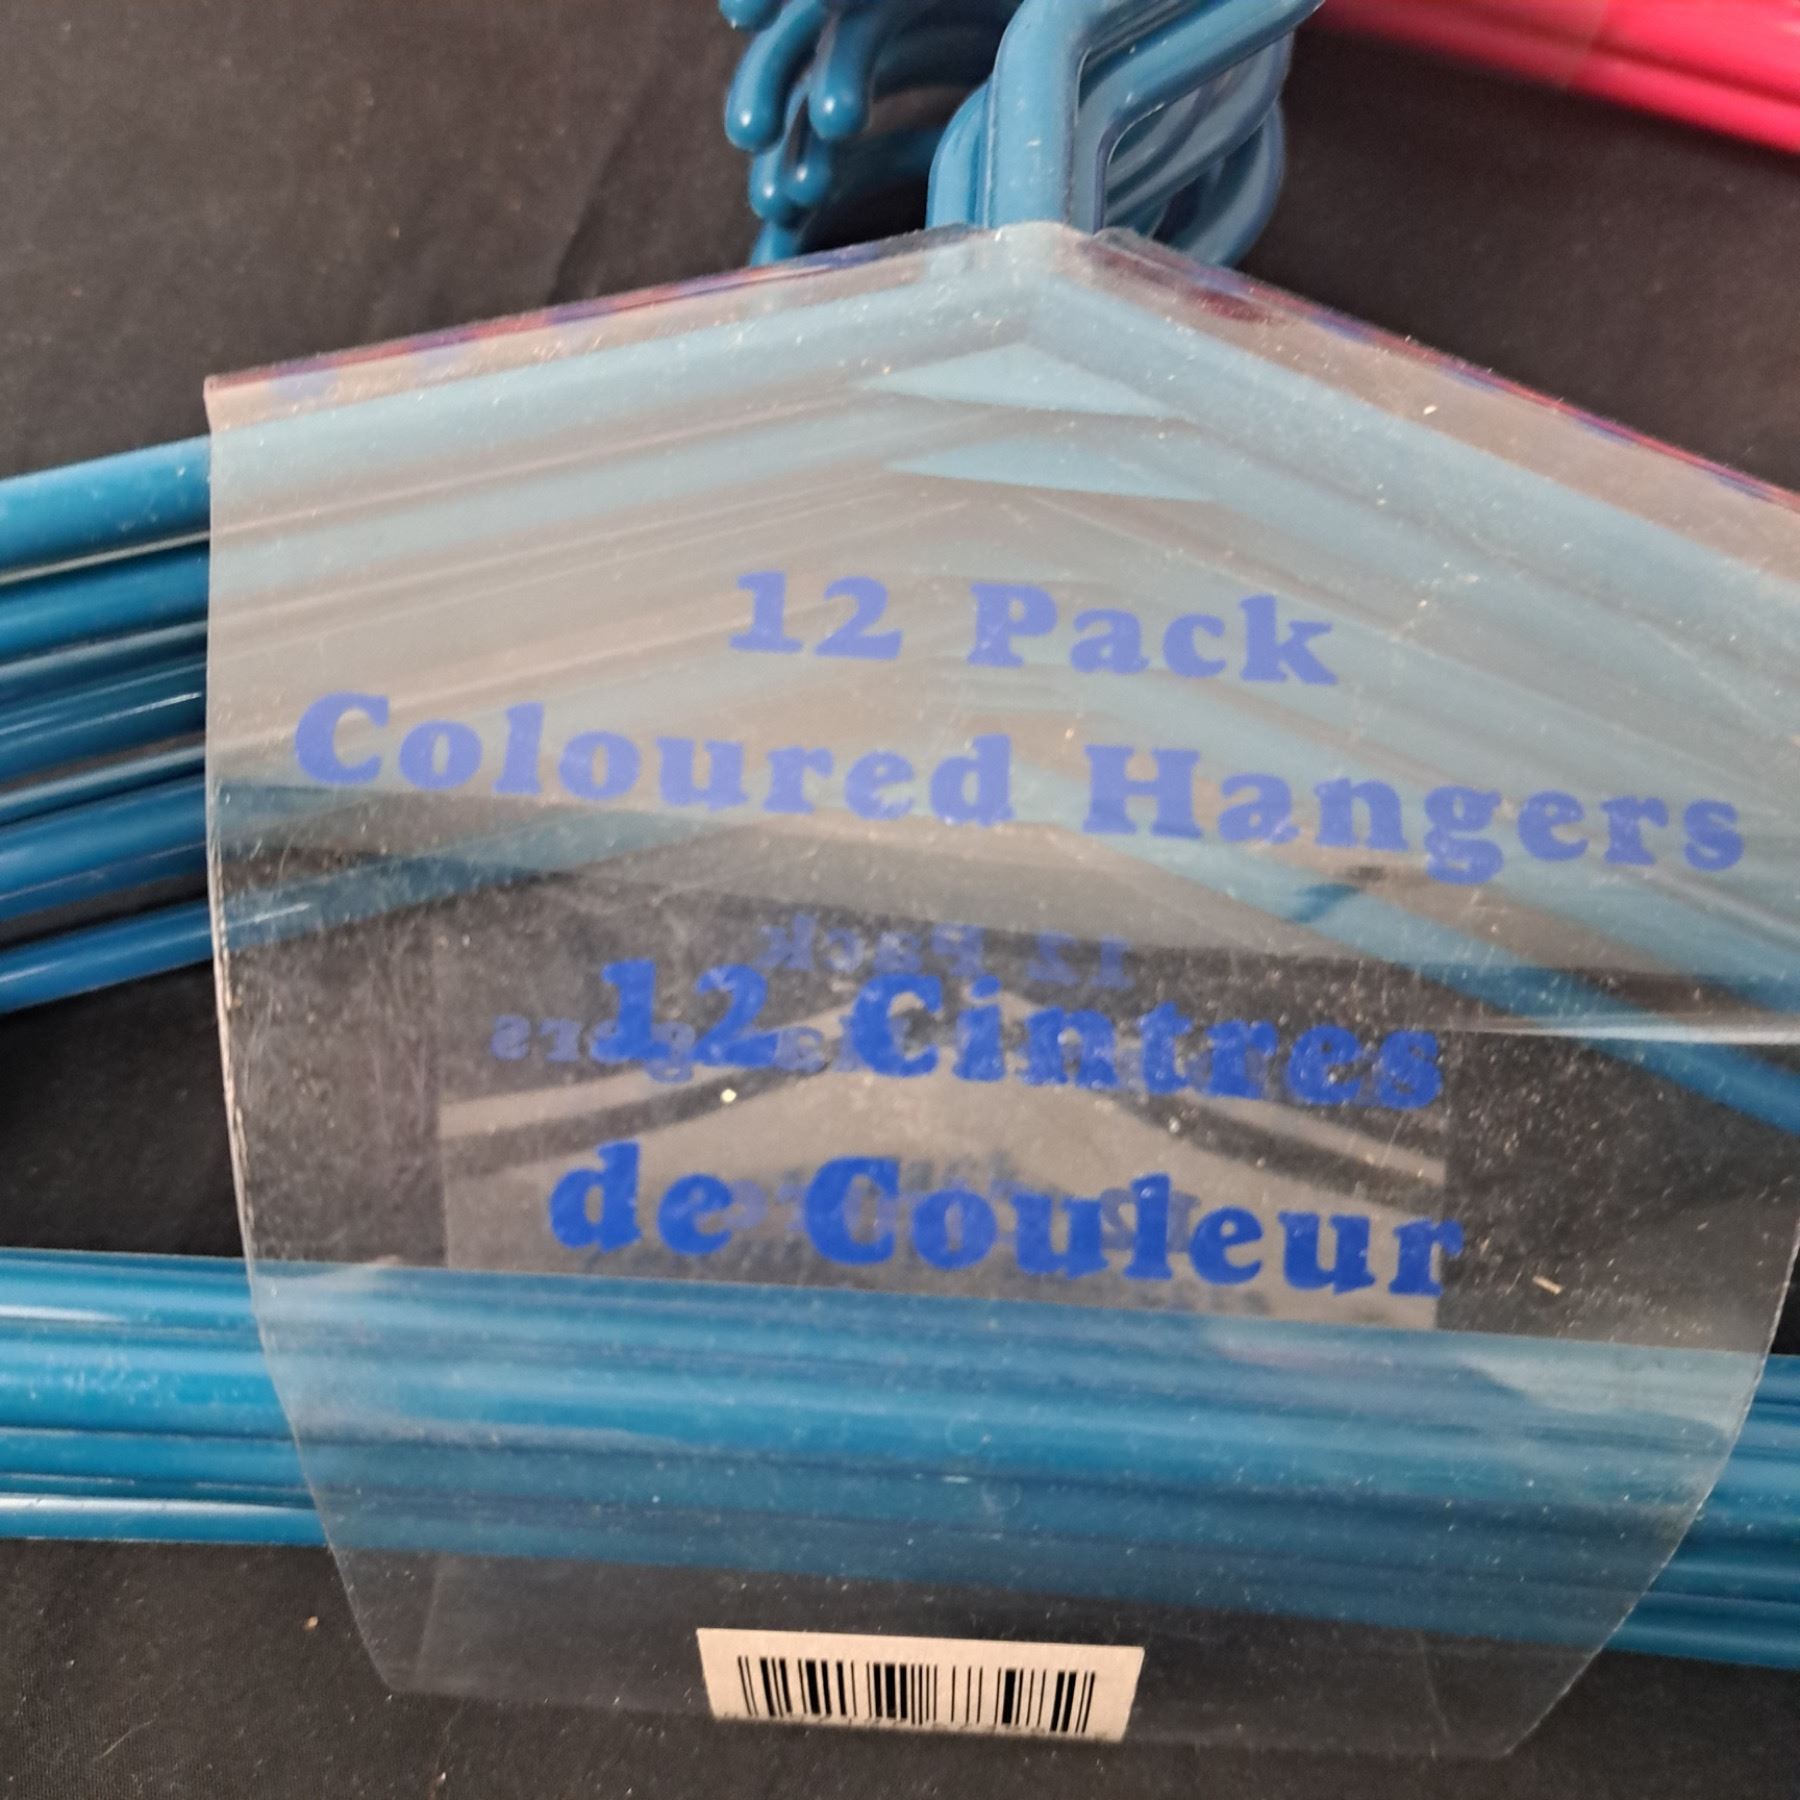 12 Pack
Coloured Hangers
12 Cintres
de Couleur